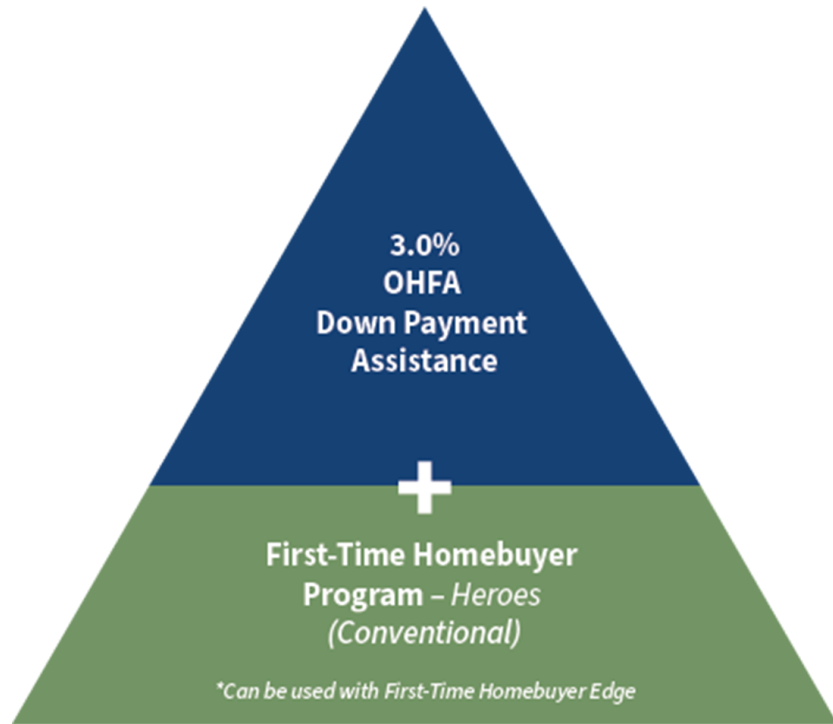 3.0%
OHFA
Down Payment
Assistance
+
First-Time Homebuyer
Program – Heroes
(Conventional)
*Can be used with First-Time Homebuyer Edge